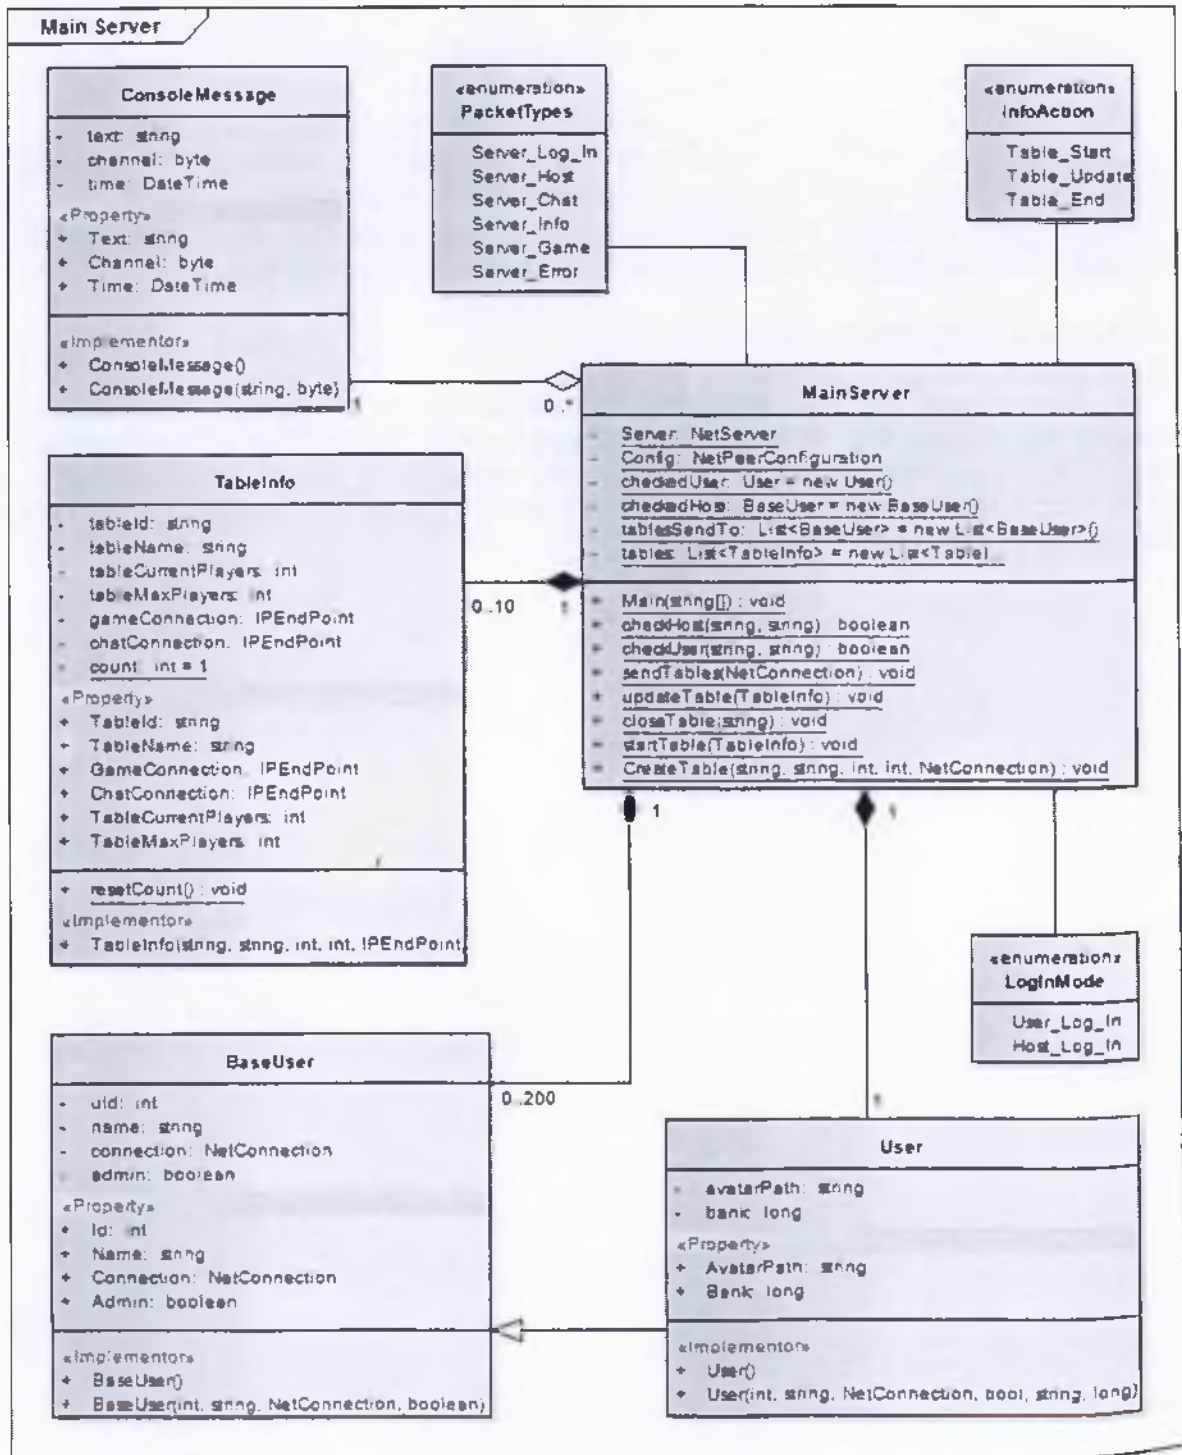 Main Server
ConsoleMessage
- text: string
- channel: byte
- time: DateTime
«Property»
+ Text: string
+ Channel: byte
+ Time: DateTime
«Implementor»
+ ConsoleMessage()
+ ConsoleMessage(string, byte)
«enumeration»
PacketTypes
Server_Log_In
Server_Host
Server_Chat
Server_Info
Server_Game
Server_Error
«enumeration»
InfoAction
Table_Start
Table_Update
Table_End
1
0..*
MainServer
- Server: NetServer
- Config: NetPeerConfiguration
- checkedUser: User = new User()
- checkedHost: BaseUser = new BaseUser()
- tablesSendTo: List<BaseUser> = new List<BaseUser>()
- tables: List<TableInfo> = new List<TableI...
+ Main(string[]) : void
+ checkHost(string, string) : boolean
+ checkUser(string, string) : boolean
+ sendTables(NetConnection) : void
+ updateTable(TableInfo) : void
+ closeTable(string) : void
+ startTable(TableInfo) : void
+ CreateTable(string, string, int, int, NetConnection) : void
TableInfo
- tableId: string
- tableName: string
- tableCurrentPlayers: int
- tableMaxPlayers: int
- gameConnection: IPEndPoint
- chatConnection: IPEndPoint
- count: int = 1
«Property»
+ TableId: string
+ TableName: string
+ GameConnection: IPEndPoint
+ ChatConnection: IPEndPoint
+ TableCurrentPlayers: int
+ TableMaxPlayers: int
+ resetCount() : void
«Implementor»
+ TableInfo(string, string, int, int, IPEndPoint
0..10
1
1
1
«enumeration»
LogInMode
User_Log_In
Host_Log_In
BaseUser
- uId: int
- name: string
- connection: NetConnection
- admin: boolean
«Property»
+ Id: int
+ Name: string
+ Connection: NetConnection
+ Admin: boolean
«Implementor»
+ BaseUser()
+ BaseUser(int, string, NetConnection, boolean)
0..200
1
User
- avatarPath: string
- bank: long
«Property»
+ AvatarPath: string
+ Bank: long
«Implementor»
+ User()
+ User(int, string, NetConnection, bool, string, long)